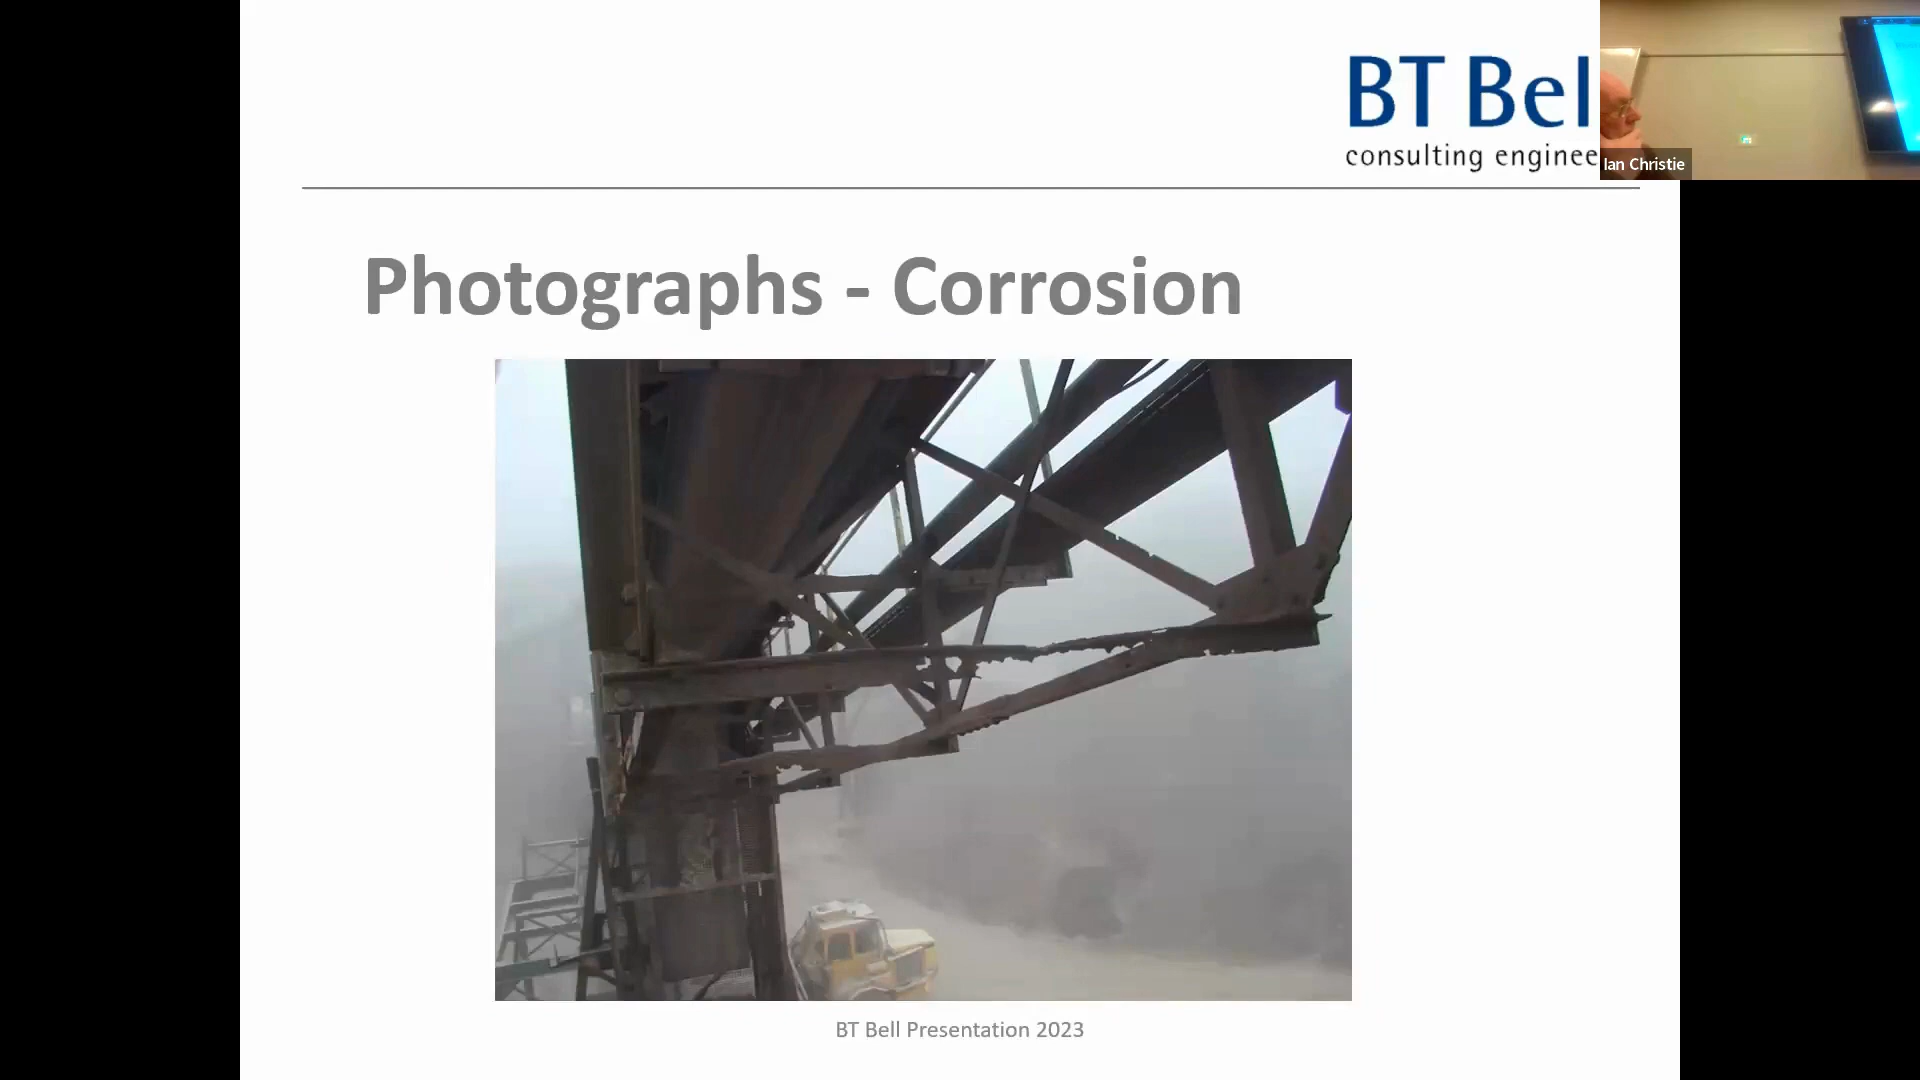 BT Bel
consulting enginee
Ian Christie
Photographs - Corrosion
BT Bell Presentation 2023